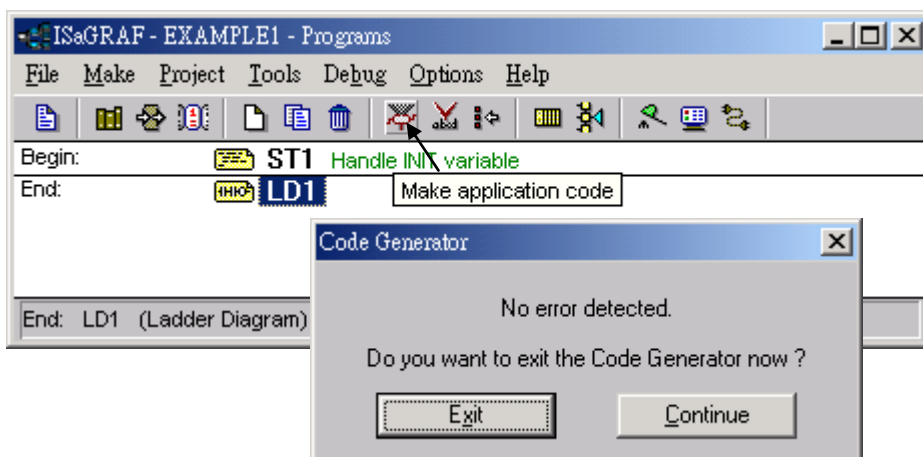 ISaGRAF - EXAMPLE1 - Programs
File Make Project Tools Debug Options Help
Begin: ST1 Handle INIT variable
End: LD1
Make application code
Code Generator
No error detected.
End: LD1 (Ladder Diagram)
Do you want to exit the Code Generator now ?
Exit Continue